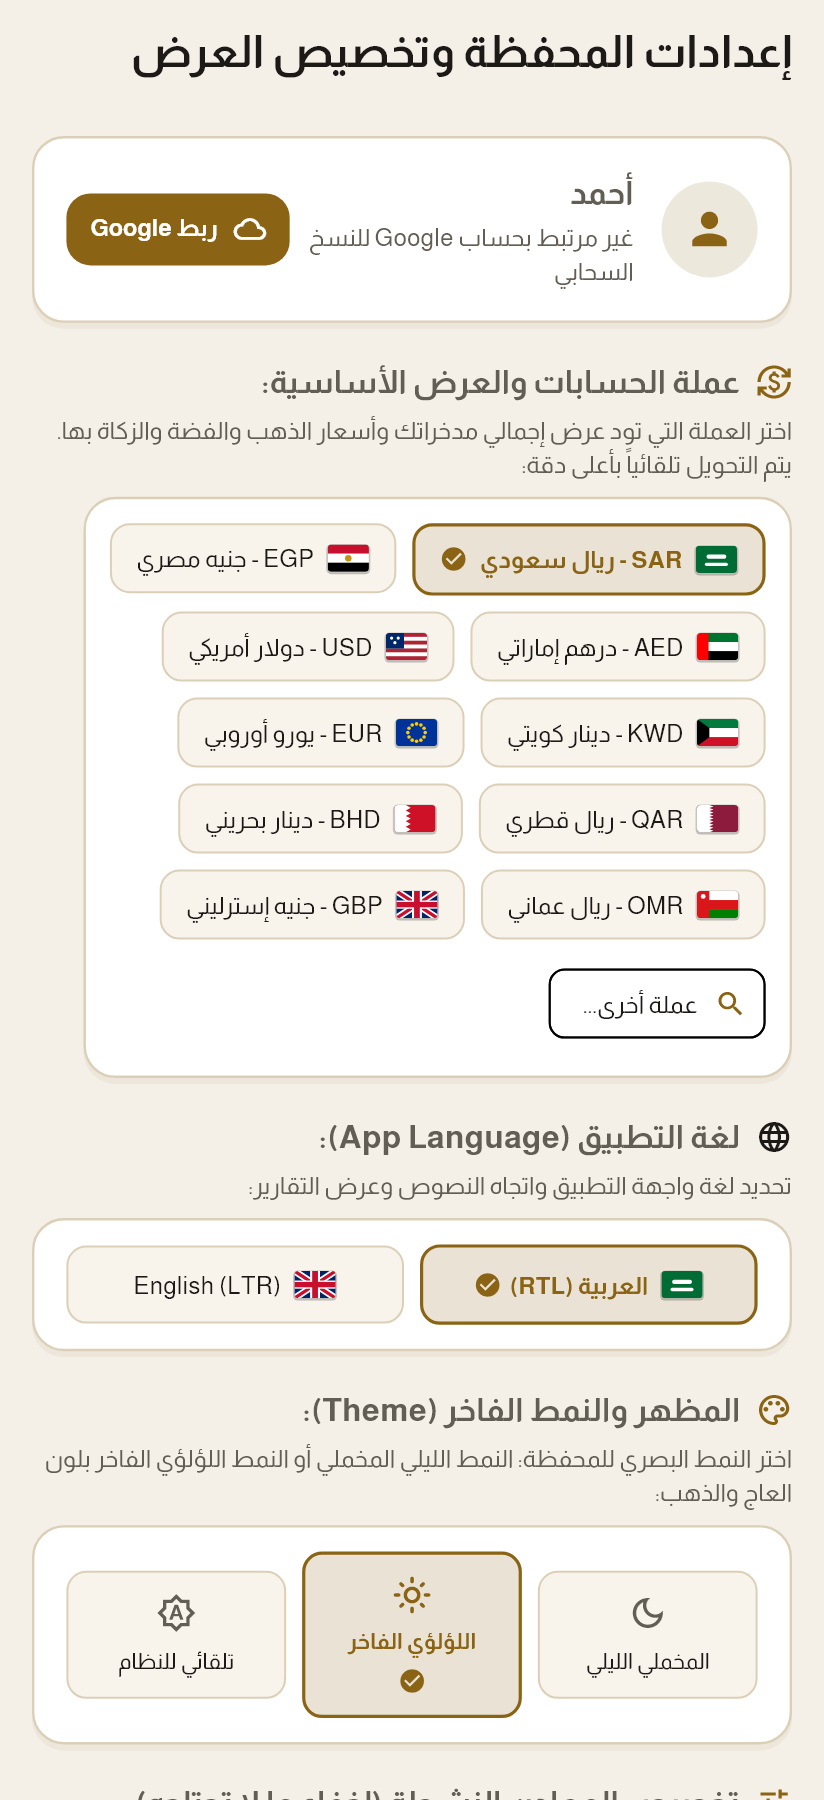 إعدادات المحفظة وتخصيص العرض
أحمد
غير مرتبط بحساب Google للنسخ
السحابي
ربط Google
عملة الحسابات والعرض الأساسية:
اختر العملة التي تود عرض إجمالي مدخراتك وأسعار الذهب والفضة والزكاة بها.
يتم التحويل تلقائياً بأعلى دقة:
SAR - ريال سعودي
EGP - جنيه مصري
AED - درهم إماراتي
USD - دولار أمريكي
KWD - دينار كويتي
EUR - يورو أوروبي
QAR - ريال قطري
BHD - دينار بحريني
OMR - ريال عماني
GBP - جنيه إسترليني
عملة أخرى...
لغة التطبيق (App Language):
تحديد لغة واجهة التطبيق واتجاه النصوص وعرض التقارير:
العربية (RTL)
English (LTR)
المظهر والنمط الفاخر (Theme):
اختر النمط البصري للمحفظة: النمط الليلي المخملي أو النمط اللؤلؤي الفاخر بلون
العاج والذهب:
المخملي الليلي
اللؤلؤي الفاخر
تلقائي للنظام